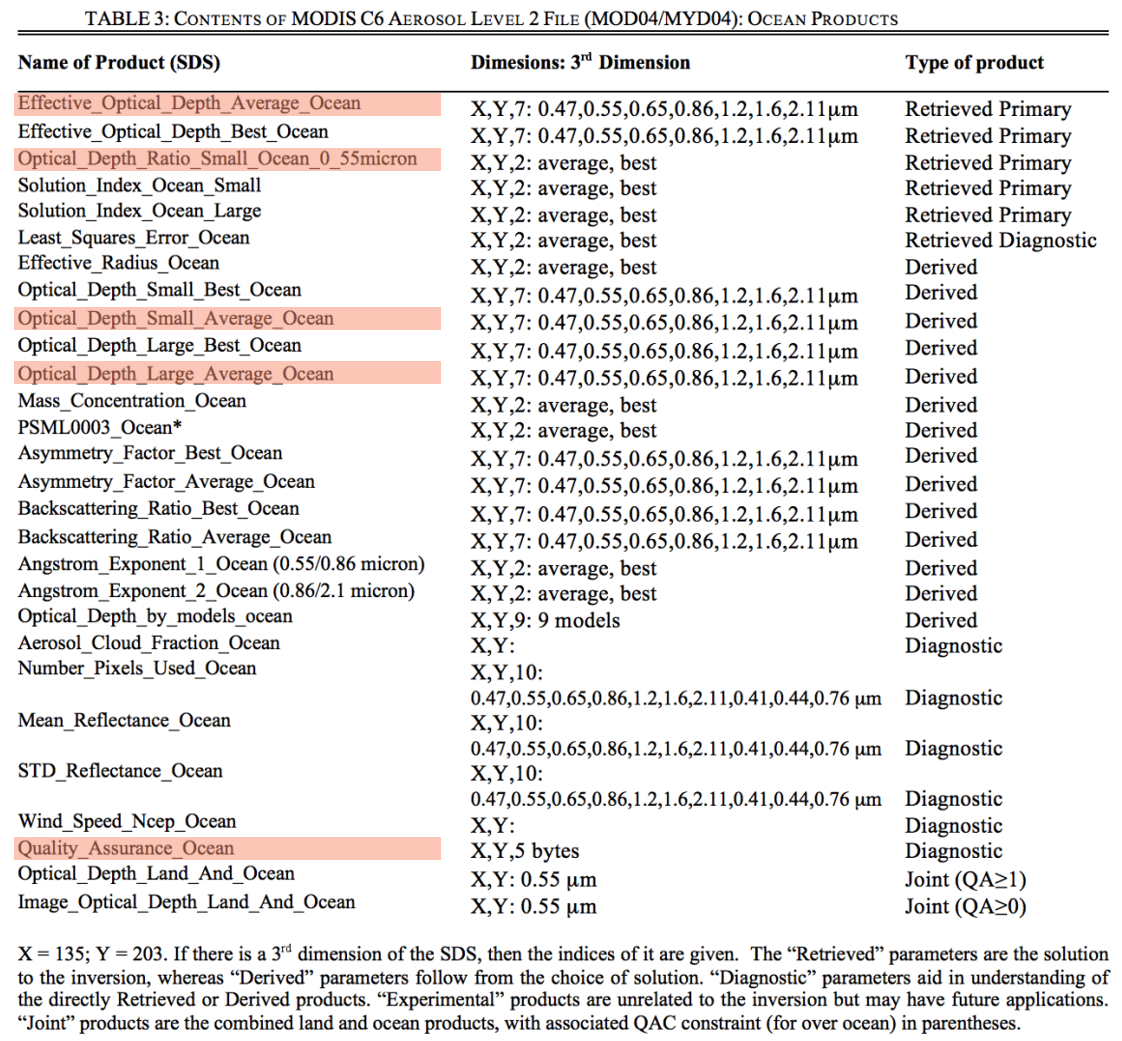 TABLE 3: CONTENTS OF MODIS C6 AEROSOL LEVEL 2 FILE (MOD04/MYD04): OCEAN PRODUCTS
Name of Product (SDS) Dimesions: 3rd Dimension Type of product
Effective_Optical_Depth_Average_Ocean X,Y,7: 0.47,0.55,0.65,0.86,1.2,1.6,2.11µm Retrieved Primary
Effective_Optical_Depth_Best_Ocean X,Y,7: 0.47,0.55,0.65,0.86,1.2,1.6,2.11µm Retrieved Primary
Optical_Depth_Ratio_Small_Ocean_0_55micron X,Y,2: average, best Retrieved Primary
Solution_Index_Ocean_Small X,Y,2: average, best Retrieved Primary
Solution_Index_Ocean_Large X,Y,2: average, best Retrieved Primary
Least_Squares_Error_Ocean X,Y,2: average, best Retrieved Diagnostic
Effective_Radius_Ocean X,Y,2: average, best Derived
Optical_Depth_Small_Best_Ocean X,Y,7: 0.47,0.55,0.65,0.86,1.2,1.6,2.11µm Derived
Optical_Depth_Small_Average_Ocean X,Y,7: 0.47,0.55,0.65,0.86,1.2,1.6,2.11µm Derived
Optical_Depth_Large_Best_Ocean X,Y,7: 0.47,0.55,0.65,0.86,1.2,1.6,2.11µm Derived
Optical_Depth_Large_Average_Ocean X,Y,7: 0.47,0.55,0.65,0.86,1.2,1.6,2.11µm Derived
Mass_Concentration_Ocean X,Y,2: average, best Derived
PSML0003_Ocean* X,Y,2: average, best Derived
Asymmetry_Factor_Best_Ocean X,Y,7: 0.47,0.55,0.65,0.86,1.2,1.6,2.11µm Derived
Asymmetry_Factor_Average_Ocean X,Y,7: 0.47,0.55,0.65,0.86,1.2,1.6,2.11µm Derived
Backscattering_Ratio_Best_Ocean X,Y,7: 0.47,0.55,0.65,0.86,1.2,1.6,2.11µm Derived
Backscattering_Ratio_Average_Ocean X,Y,7: 0.47,0.55,0.65,0.86,1.2,1.6,2.11µm Derived
Angstrom_Exponent_1_Ocean (0.55/0.86 micron) X,Y,2: average, best Derived
Angstrom_Exponent_2_Ocean (0.86/2.1 micron) X,Y,2: average, best Derived
Optical_Depth_by_models_ocean X,Y,9: 9 models Derived
Aerosol_Cloud_Fraction_Ocean X,Y: Diagnostic
Number_Pixels_Used_Ocean X,Y,10:
0.47,0.55,0.65,0.86,1.2,1.6,2.11,0.41,0.44,0.76 µm Diagnostic
Mean_Reflectance_Ocean X,Y,10:
0.47,0.55,0.65,0.86,1.2,1.6,2.11,0.41,0.44,0.76 µm Diagnostic
STD_Reflectance_Ocean X,Y,10:
0.47,0.55,0.65,0.86,1.2,1.6,2.11,0.41,0.44,0.76 µm Diagnostic
Wind_Speed_Ncep_Ocean X,Y: Diagnostic
Quality_Assurance_Ocean X,Y,5 bytes Diagnostic
Optical_Depth_Land_And_Ocean X,Y: 0.55 µm Joint (QA≥1)
Image_Optical_Depth_Land_And_Ocean X,Y: 0.55 µm Joint (QA≥0)
X = 135; Y = 203. If there is a 3rd dimension of the SDS, then the indices of it are given. The “Retrieved” parameters are the solution
to the inversion, whereas “Derived” parameters follow from the choice of solution. “Diagnostic” parameters aid in understanding of
the directly Retrieved or Derived products. “Experimental” products are unrelated to the inversion but may have future applications.
“Joint” products are the combined land and ocean products, with associated QAC constraint (for over ocean) in parentheses.